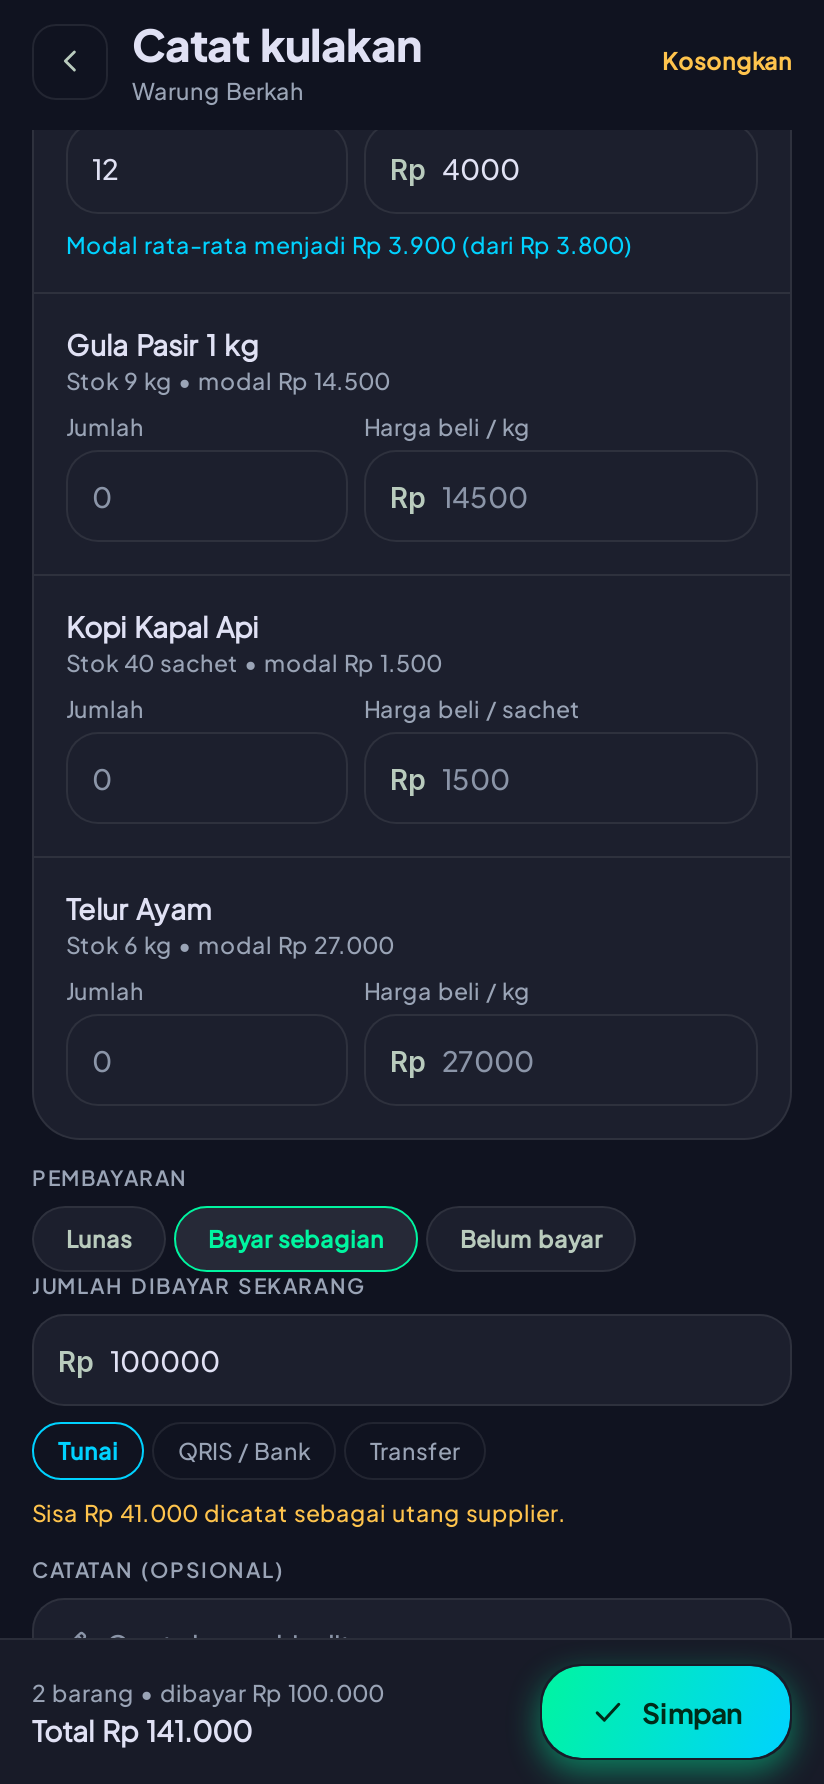 Catat kulakan
Warung Berkah
Kosongkan
12
Rp 4000
Modal rata-rata menjadi Rp 3.900 (dari Rp 3.800)
Gula Pasir 1 kg
Stok 9 kg • modal Rp 14.500
Jumlah
Harga beli / kg
0
Rp 14500
Kopi Kapal Api
Stok 40 sachet • modal Rp 1.500
Jumlah
Harga beli / sachet
0
Rp 1500
Telur Ayam
Stok 6 kg • modal Rp 27.000
Jumlah
Harga beli / kg
0
Rp 27000
PEMBAYARAN
Lunas
Bayar sebagian
Belum bayar
JUMLAH DIBAYAR SEKARANG
Rp 100000
Tunai
QRIS / Bank
Transfer
Sisa Rp 41.000 dicatat sebagai utang supplier.
CATATAN (OPSIONAL)
2 barang • dibayar Rp 100.000
Total Rp 141.000
Simpan